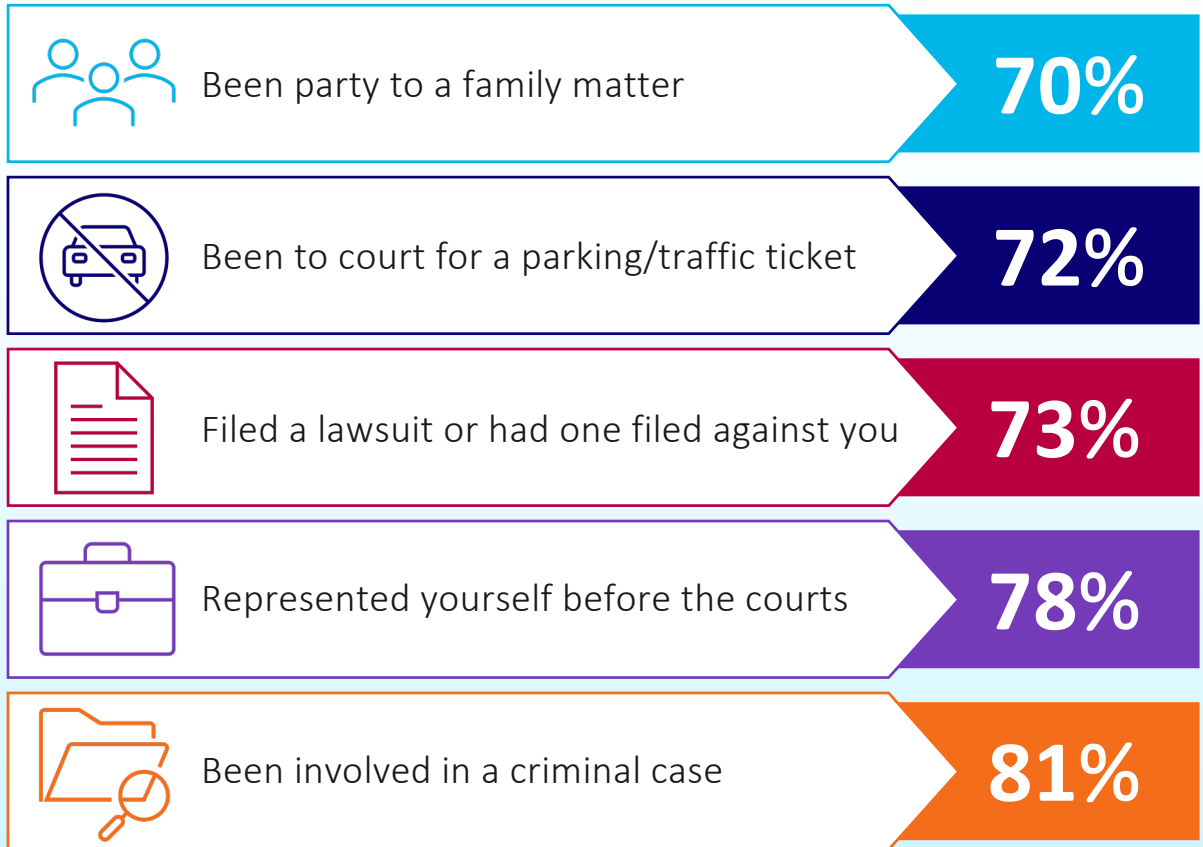 Been party to a family matter 70%
Been to court for a parking/traffic ticket 72%
Filed a lawsuit or had one filed against you 73%
Represented yourself before the courts 78%
Been involved in a criminal case 81%